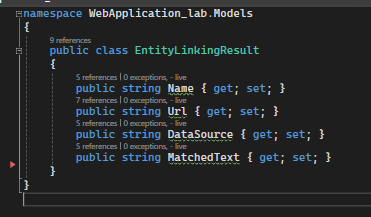 namespace WebApplication_lab.Models
{
9 references
public class EntityLinkingResult
{
5 references | 0 exceptions, - live
public string Name { get; set; }
7 references | 0 exceptions, - live
public string Url { get; set; }
5 references | 0 exceptions, - live
public string DataSource { get; set; }
5 references | 0 exceptions, - live
public string MatchedText { get; set; }
}
}